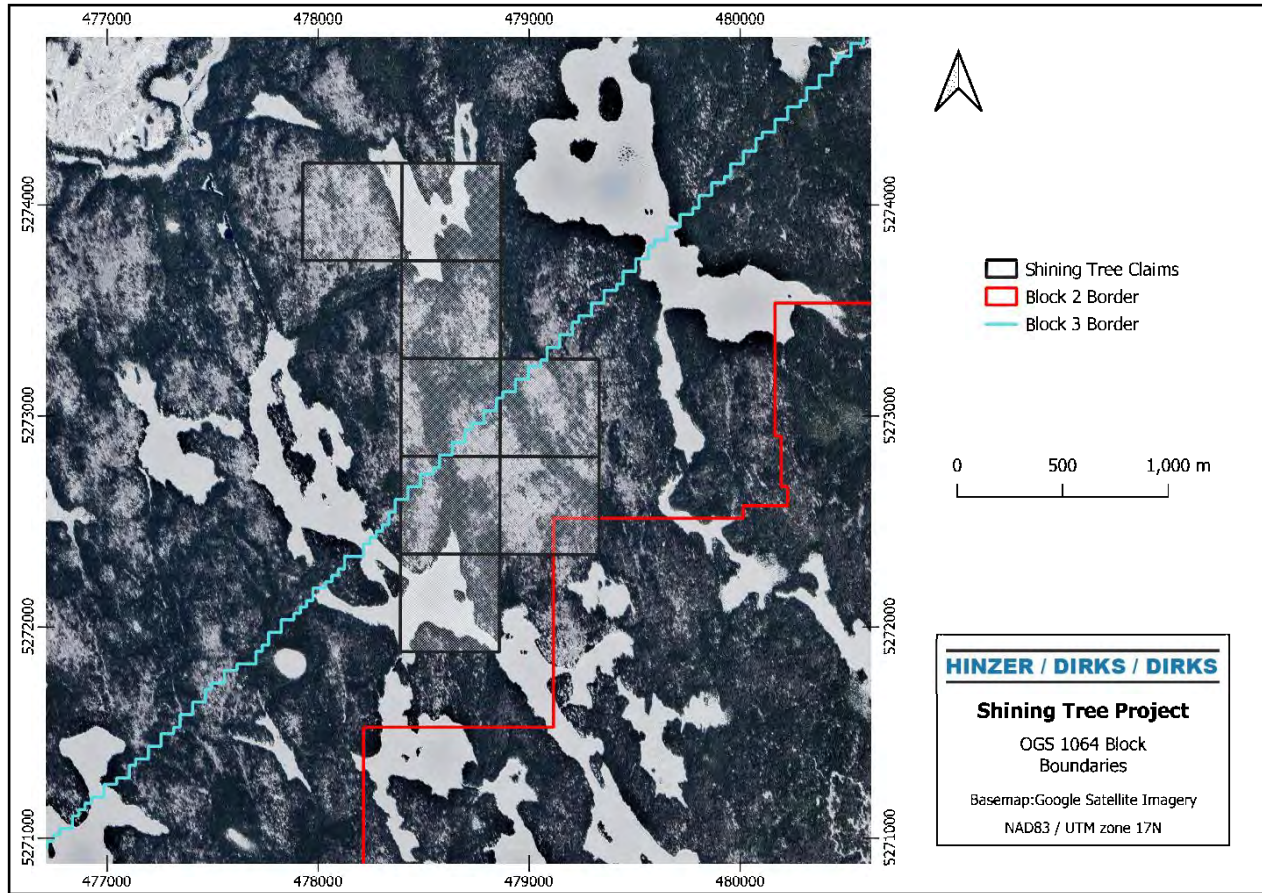 477000 478000 479000 480000
5274000 5274000
5273000 5273000
5272000 5272000
5271000 5271000
477000 478000 479000 480000
Shining Tree Claims
Block 2 Border
Block 3 Border
0 500 1,000 m
HINZER / DIRKS / DIRKS
Shining Tree Project
OGS 1064 Block
Boundaries
Basemap:Google Satellite Imagery
NAD83 / UTM zone 17N